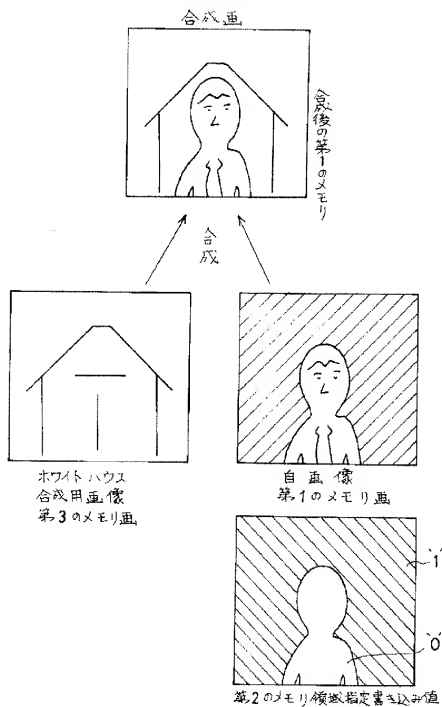 合成画
合成後の第1のメモリ
合成
ホワイトハウス
合成用画像
第3のメモリ画
自画像
第1のメモリ画
'1'
'0'
第2のメモリ領域指定書き込み値